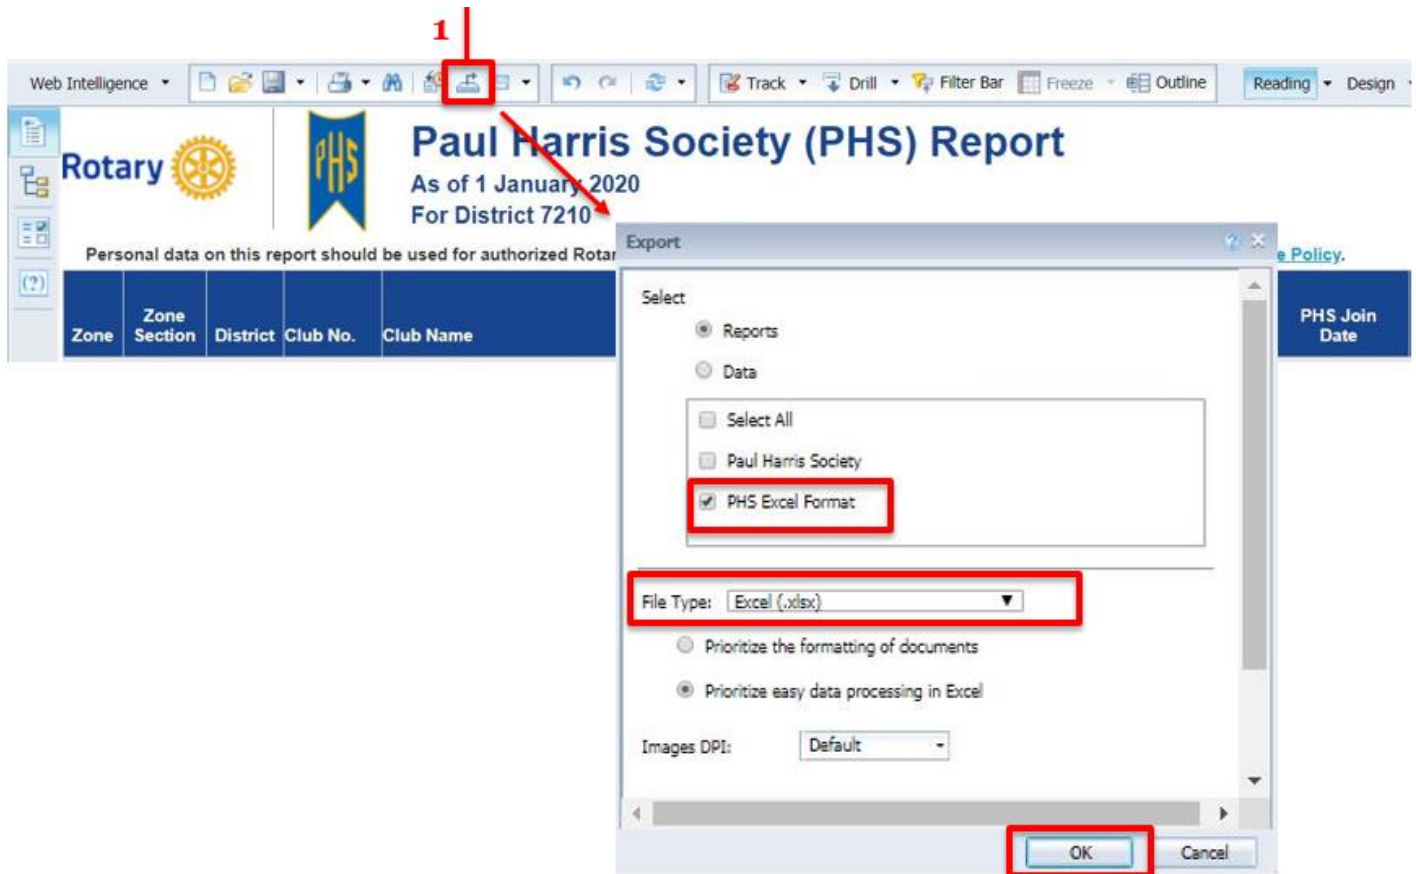 1
Web Intelligence
Track
Drill
Filter Bar
Freeze
Outline
Reading
Design
Rotary
PHS
Paul Harris Society (PHS) Report
As of 1 January 2020
For District 7210
Personal data on this report should be used for authorized Rotar
e Policy.
Zone
Zone Section
District
Club No.
Club Name
PHS Join Date
Export
Select
Reports
Data
Select All
Paul Harris Society
PHS Excel Format
File Type: Excel (.xlsx)
Prioritize the formatting of documents
Prioritize easy data processing in Excel
Images DPI: Default
OK
Cancel